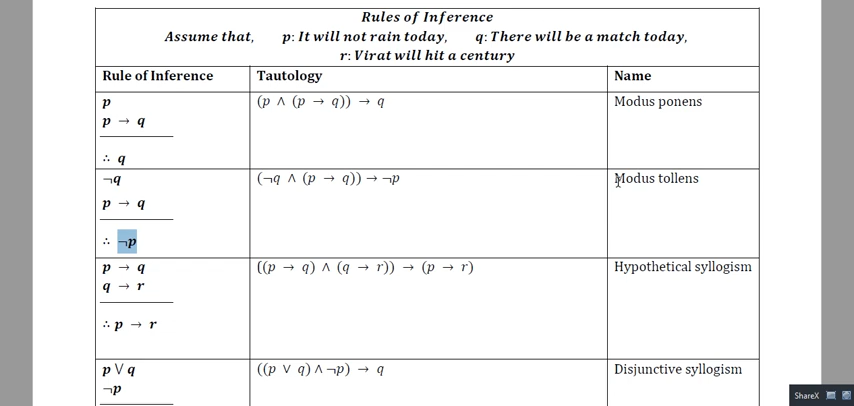 Rules of Inference
Assume that, p: It will not rain today, q: There will be a match today,
r: Virat will hit a century
Rule of Inference Tautology Name
p (p ∧ (p → q)) → q Modus ponens
p → q
∴ q
¬q (¬q ∧ (p → q)) → ¬p Modus tollens
p → q
∴ ¬p
p → q ((p → q) ∧ (q → r)) → (p → r) Hypothetical syllogism
q → r
∴ p → r
p ∨ q ((p ∨ q) ∧ ¬p) → q Disjunctive syllogism
¬p
ShareX